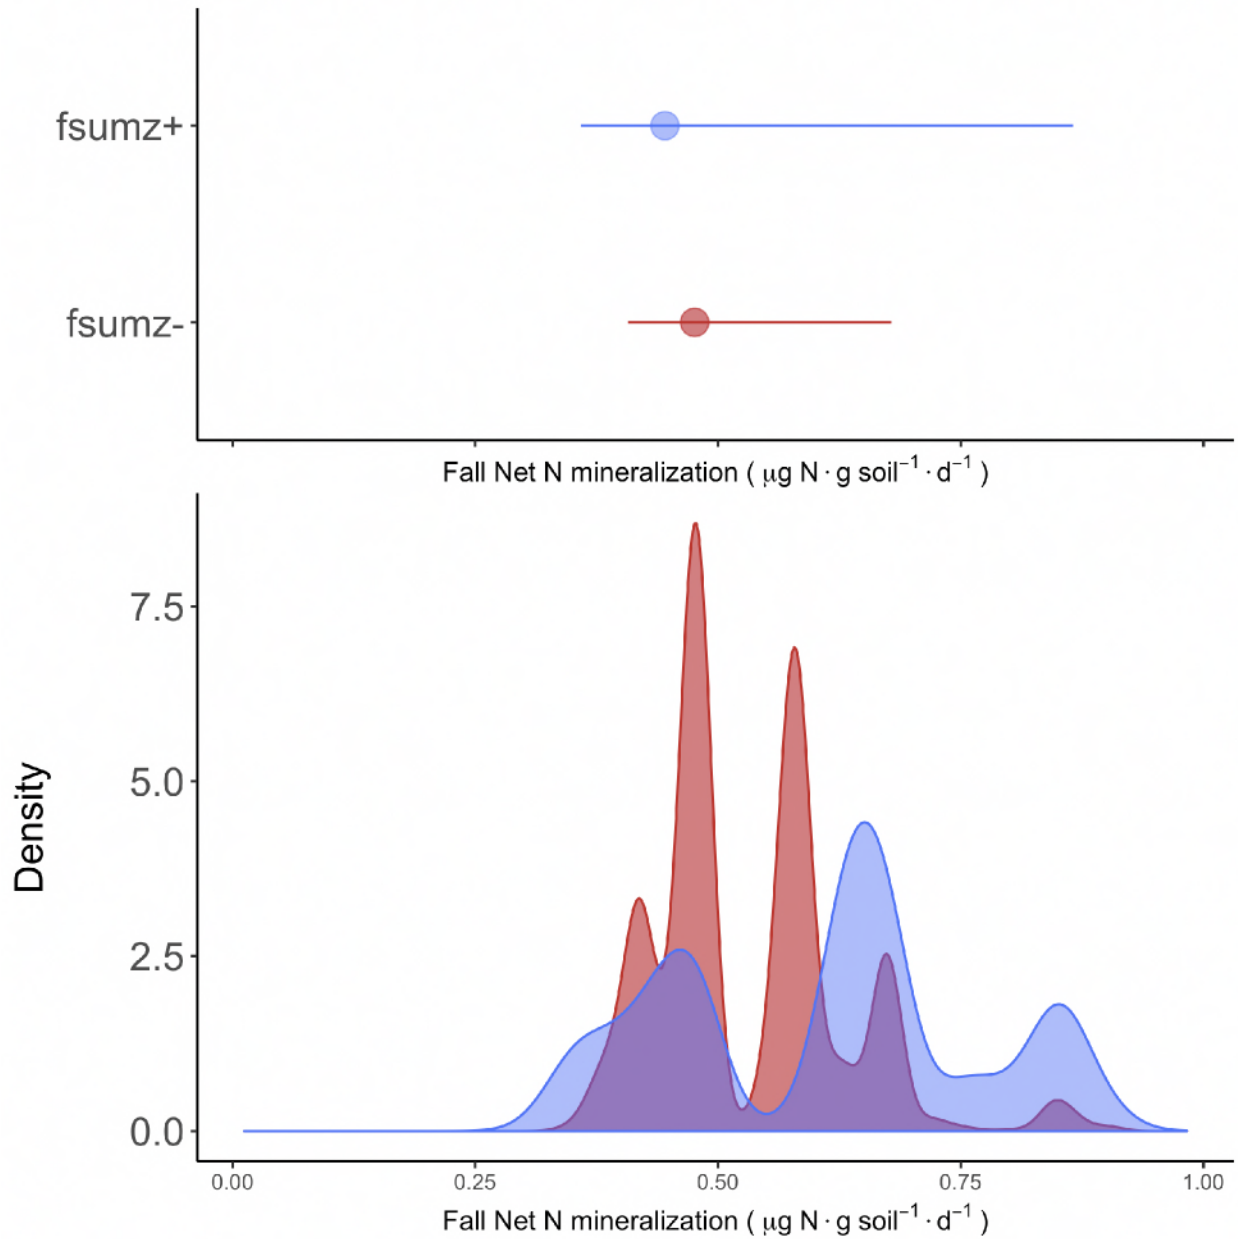 fsumz+
fsumz-
Fall Net N mineralization ( μg N · g soil⁻¹ · d⁻¹ )
Density
7.5
5.0
2.5
0.0
0.00 0.25 0.50 0.75 1.00
Fall Net N mineralization ( μg N · g soil⁻¹ · d⁻¹ )